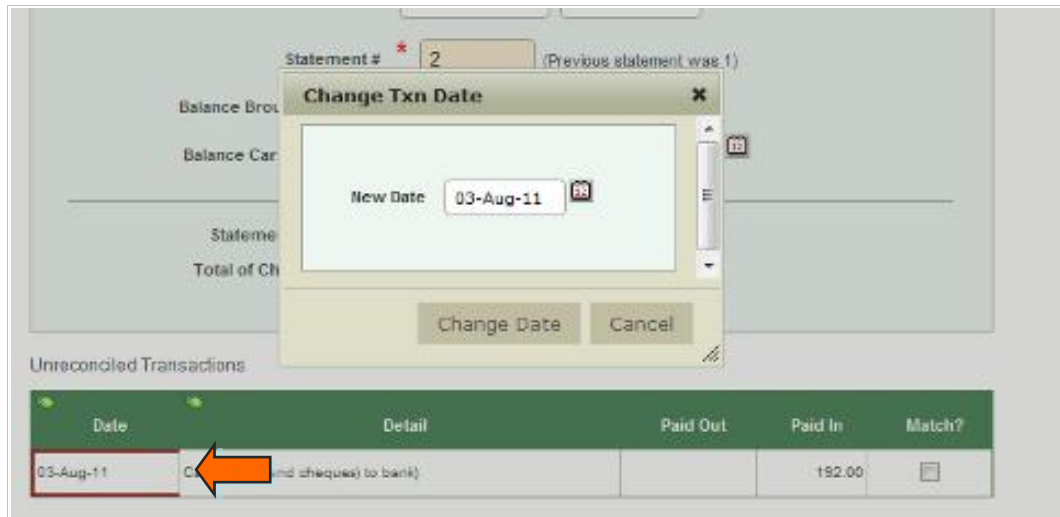 Statement # * 2 (Previous statement was 1)
Change Txn Date
Balance Brou
Balance Car
New Date 03-Aug-11
Stateme
Total of Ch
Change Date Cancel
Unreconciled Transactions
Date Detail Paid Out Paid In Match?
03-Aug-11 and cheques) to bank) 192.00